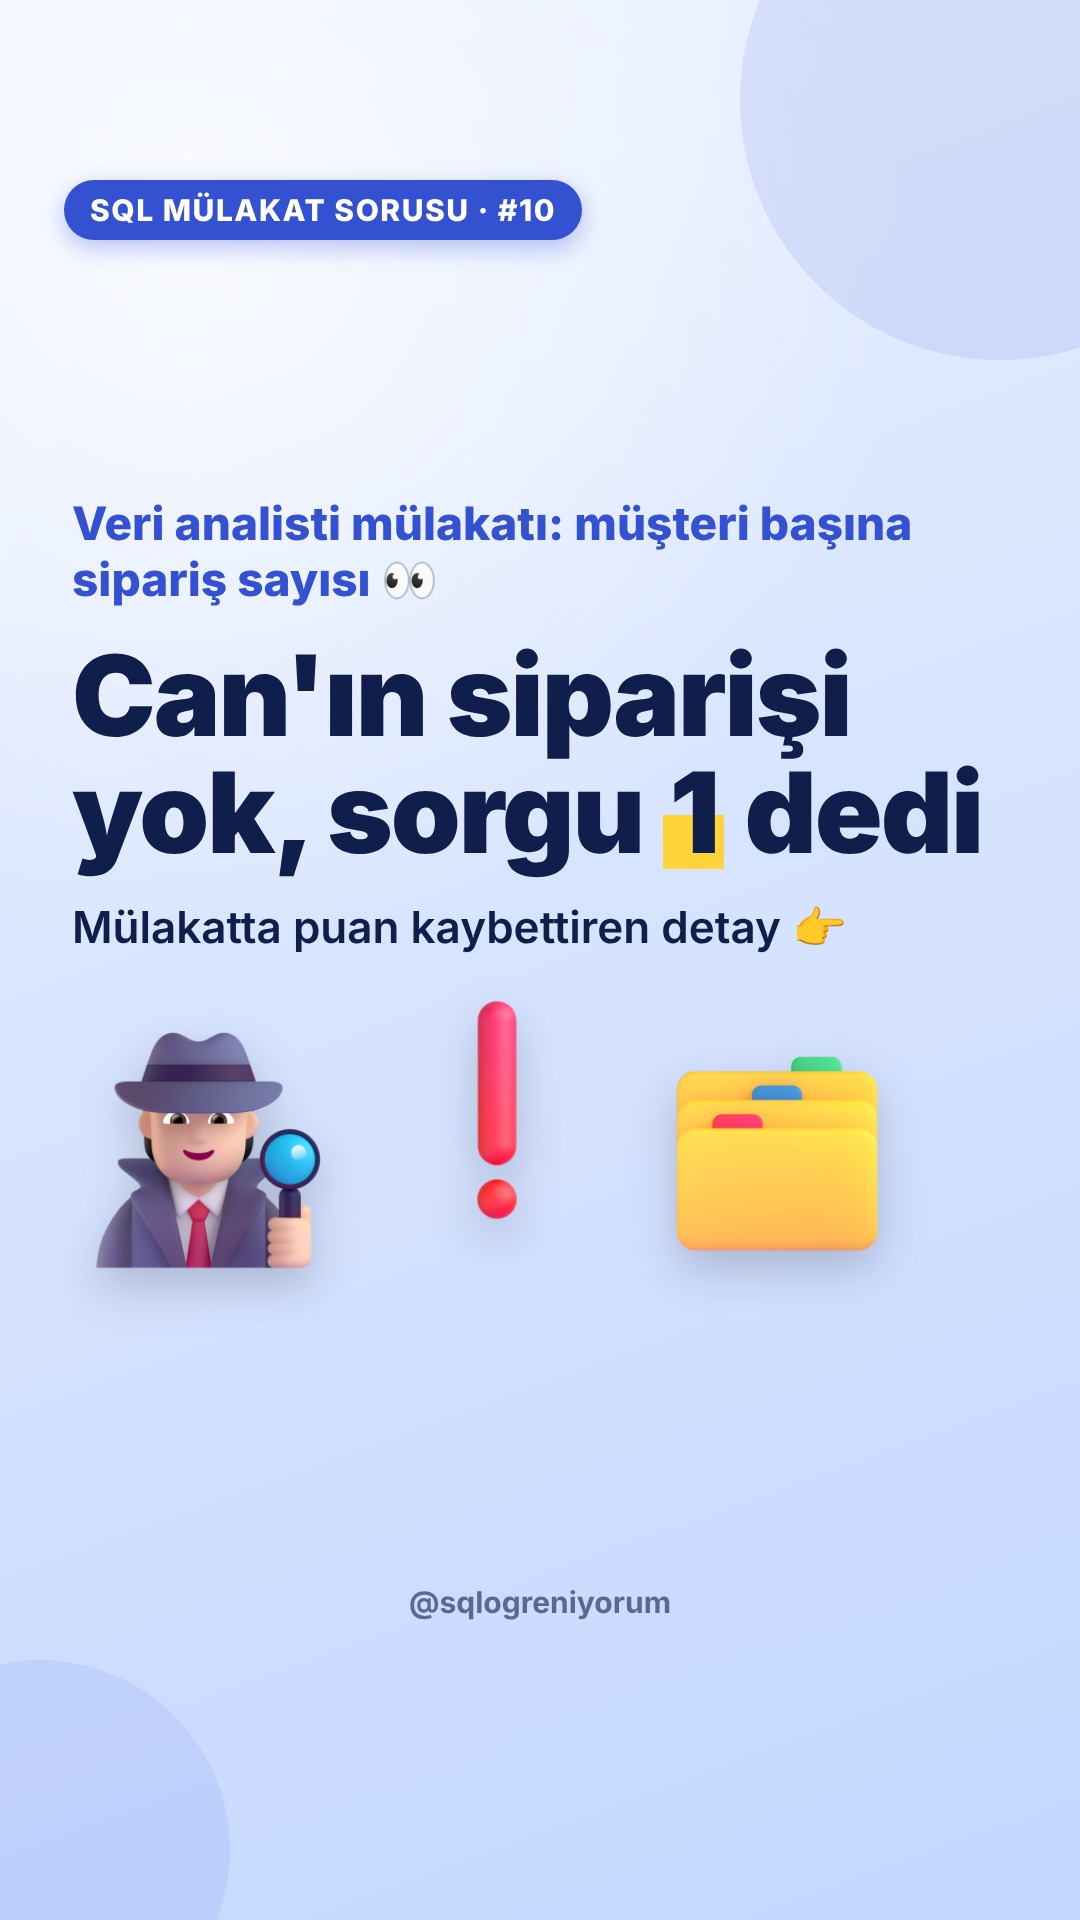 SQL MÜLAKAT SORUSU · #10
Veri analisti mülakatı: müşteri başına
sipariş sayısı 👀
Can'ın siparişi
yok, sorgu 1 dedi
Mülakatta puan kaybettiren detay 👉
@sqlogreniyorum